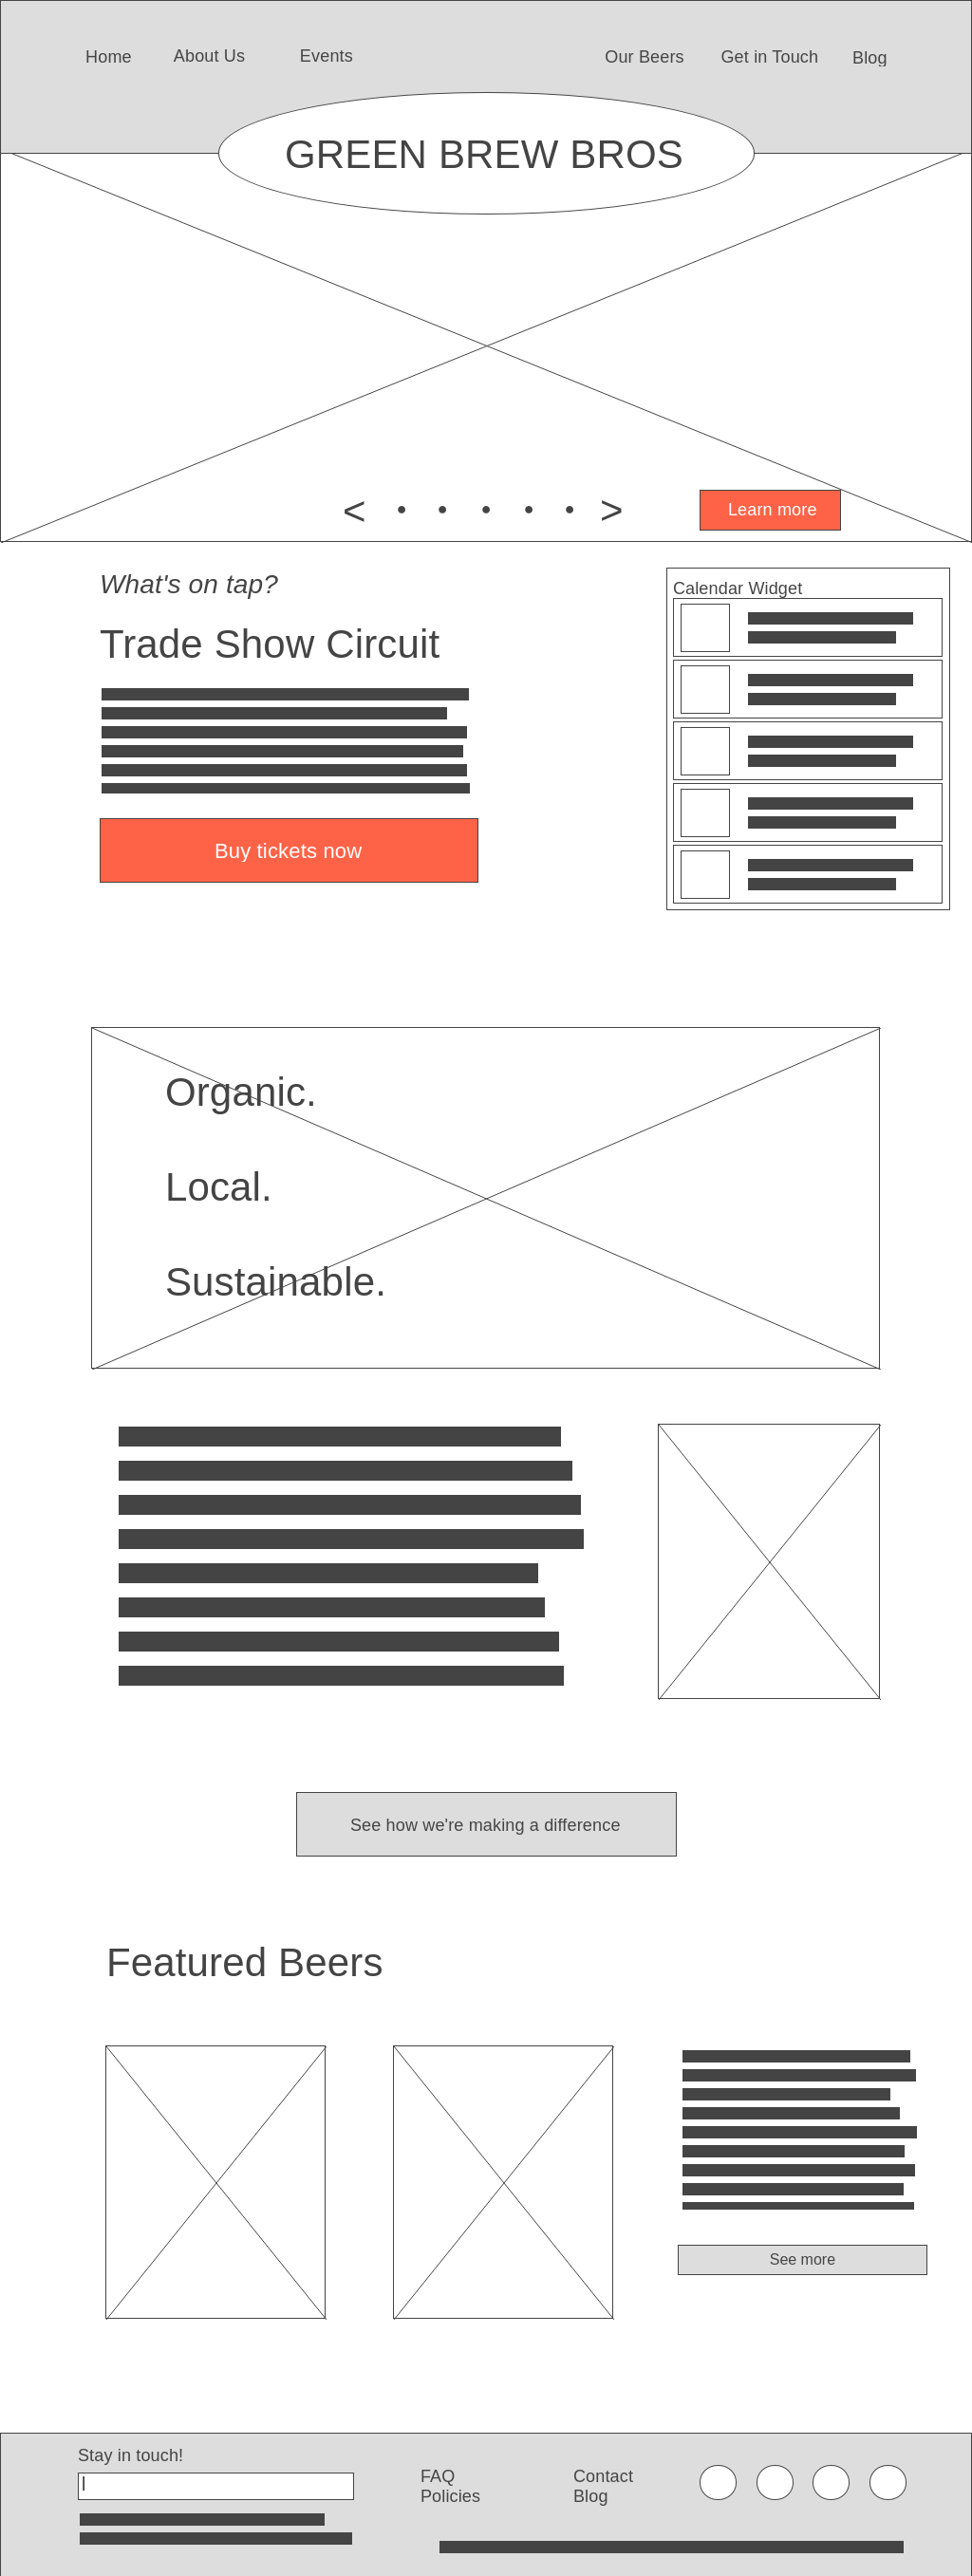 Home About Us Events Our Beers Get in Touch Blog
GREEN BREW BROS
< • • • • • >
Learn more
What's on tap?
Trade Show Circuit
Buy tickets now
Calendar Widget
Organic.
Local.
Sustainable.
See how we're making a difference
Featured Beers
See more
Stay in touch!
FAQ
Policies
Contact
Blog